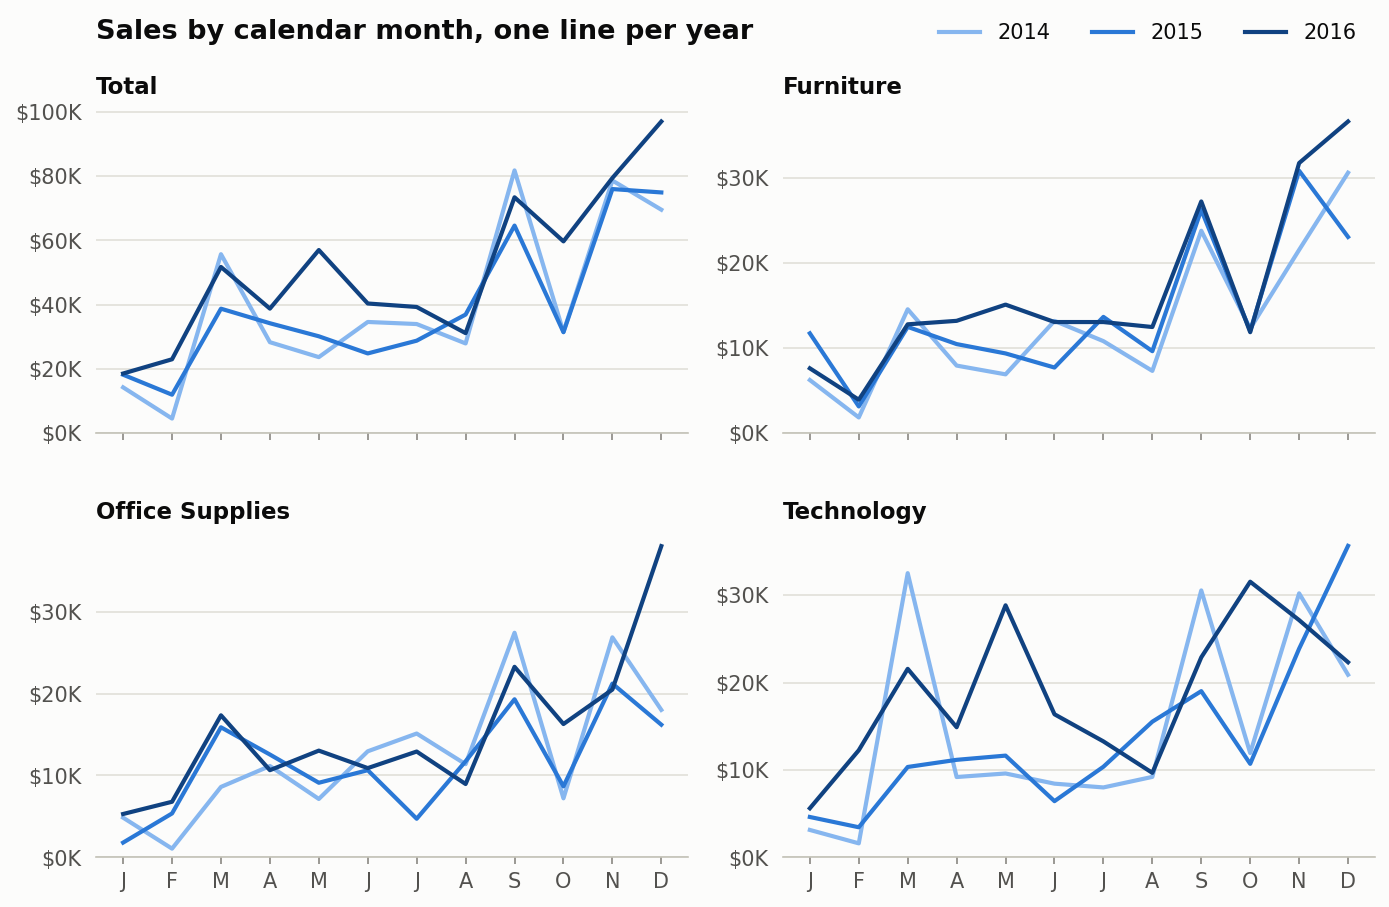 Sales by calendar month, one line per year
2014 2015 2016
Total
$100K
$80K
$60K
$40K
$20K
$0K
Furniture
$30K
$20K
$10K
$0K
Office Supplies
$30K
$20K
$10K
$0K
J F M A M J J A S O N D
Technology
$30K
$20K
$10K
$0K
J F M A M J J A S O N D